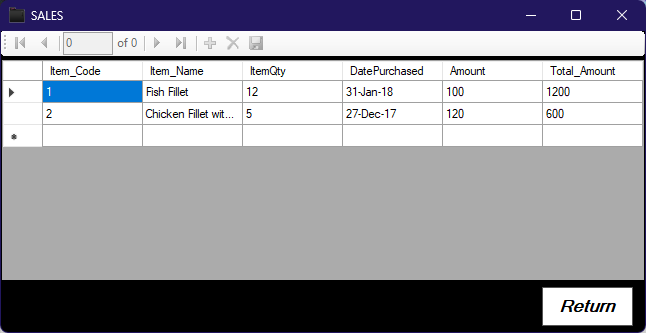 SALES
0 of 0
Item_Code Item_Name ItemQty DatePurchased Amount Total_Amount
1 Fish Fillet 12 31-Jan-18 100 1200
2 Chicken Fillet wit... 5 27-Dec-17 120 600
Return